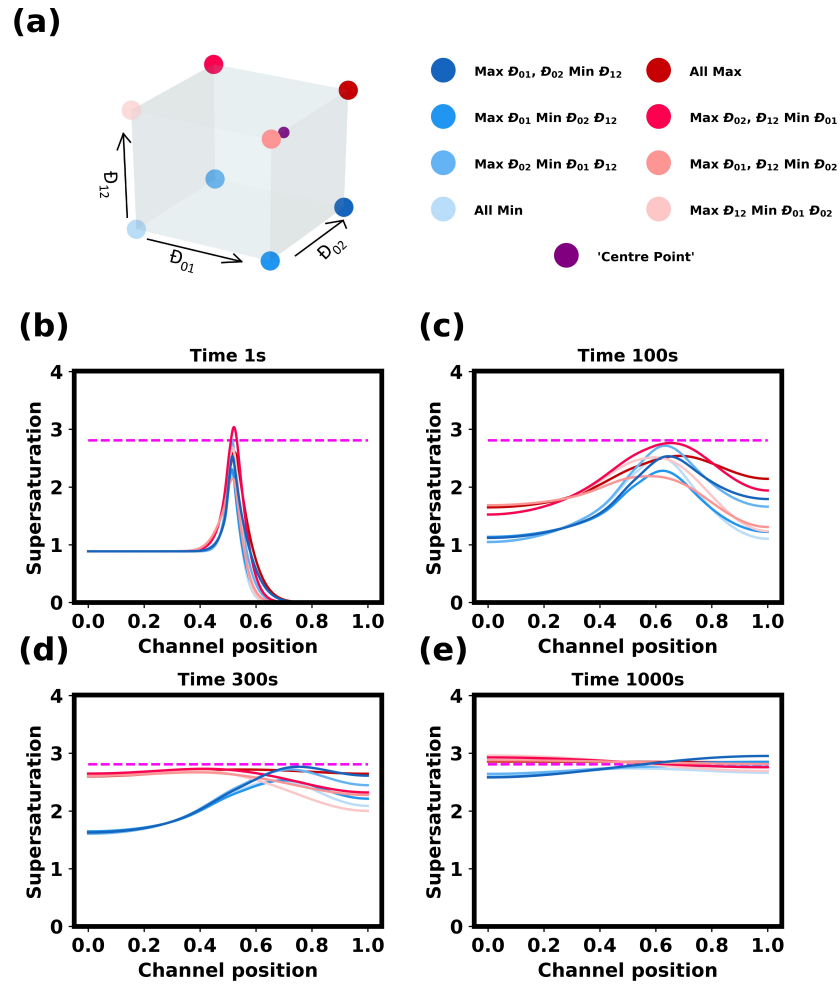 (a)
Đ₁₂
Đ₀₁
Đ₀₂
Max Đ₀₁, Đ₀₂ Min Đ₁₂
Max Đ₀₁ Min Đ₀₂ Đ₁₂
Max Đ₀₂ Min Đ₀₁ Đ₁₂
All Min
All Max
Max Đ₀₂, Đ₁₂ Min Đ₀₁
Max Đ₀₁, Đ₁₂ Min Đ₀₂
Max Đ₁₂ Min Đ₀₁ Đ₀₂
'Centre Point'
(b)
Time 1s
Supersaturation
4
3
2
1
0
0.0 0.2 0.4 0.6 0.8 1.0
Channel position
(c)
Time 100s
Supersaturation
4
3
2
1
0
0.0 0.2 0.4 0.6 0.8 1.0
Channel position
(d)
Time 300s
Supersaturation
4
3
2
1
0
0.0 0.2 0.4 0.6 0.8 1.0
Channel position
(e)
Time 1000s
Supersaturation
4
3
2
1
0
0.0 0.2 0.4 0.6 0.8 1.0
Channel position